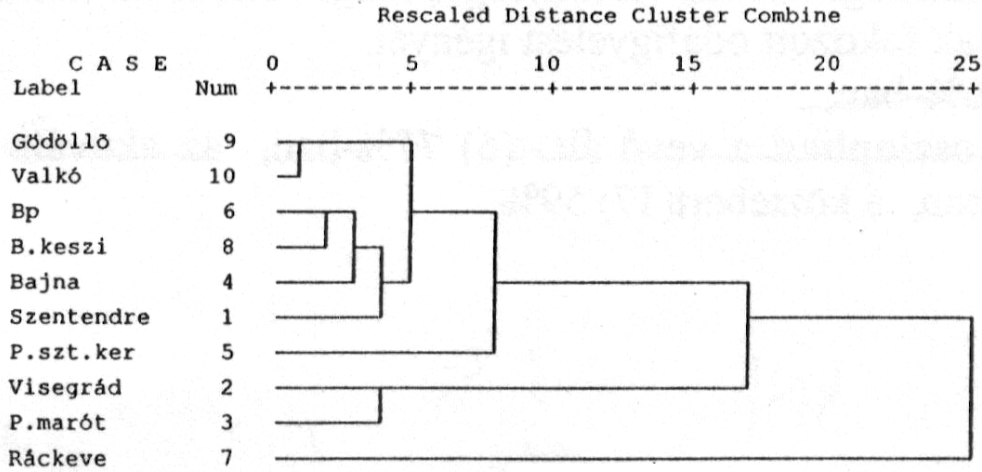 Rescaled Distance Cluster Combine
C A S E 0 5 10 15 20 25
Label Num +---------+---------+---------+---------+---------+
Gödöllő 9
Valkó 10
Bp 6
B.keszi 8
Bajna 4
Szentendre 1
P.szt.ker 5
Visegrád 2
P.marót 3
Ráckeve 7